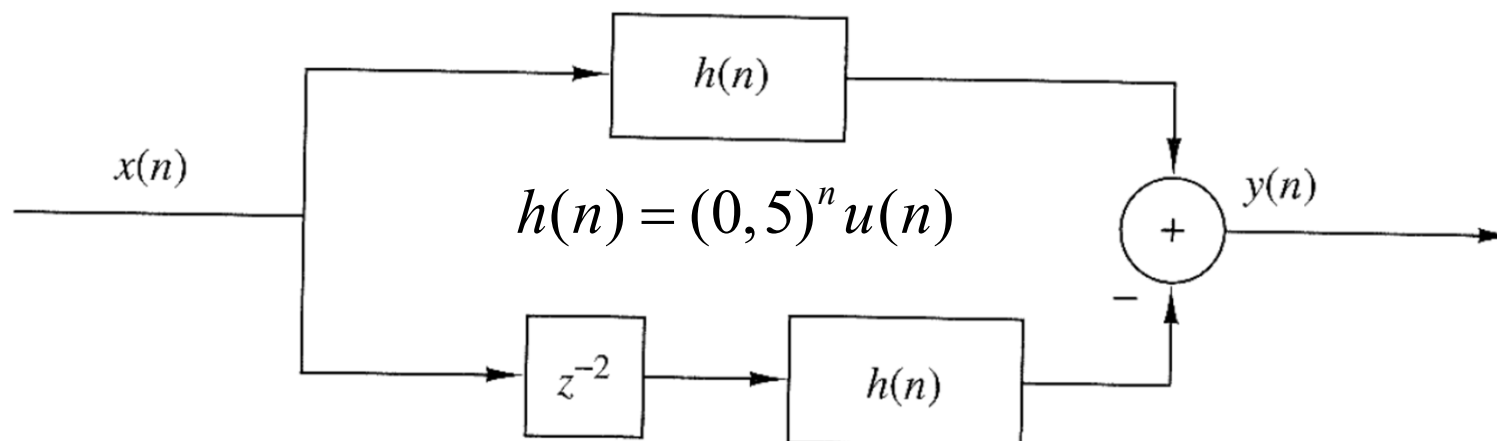 h(n)
x(n)
h(n) = (0,5)^n u(n)
y(n)
+
−
z^{-2}
h(n)